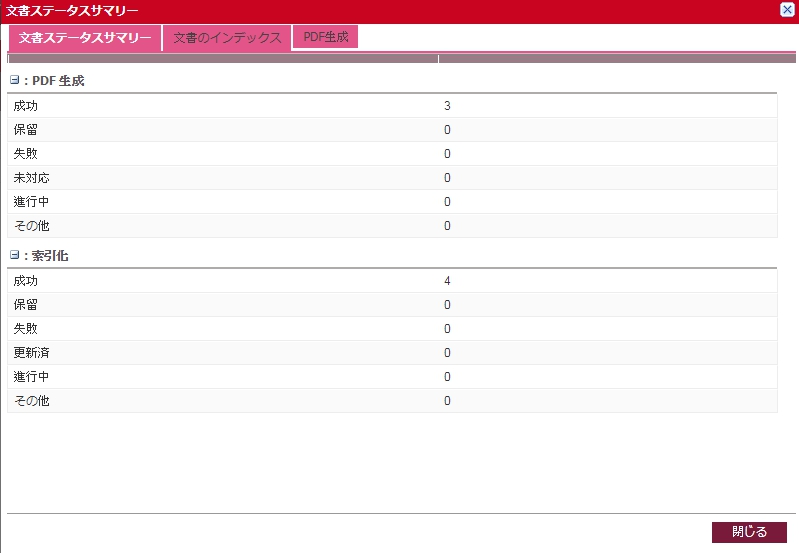 文書ステータスサマリー
文書ステータスサマリー 文書のインデックス PDF生成
: PDF 生成
成功 3
保留 0
失敗 0
未対応 0
進行中 0
その他 0
: 索引化
成功 4
保留 0
失敗 0
更新済 0
進行中 0
その他 0
閉じる